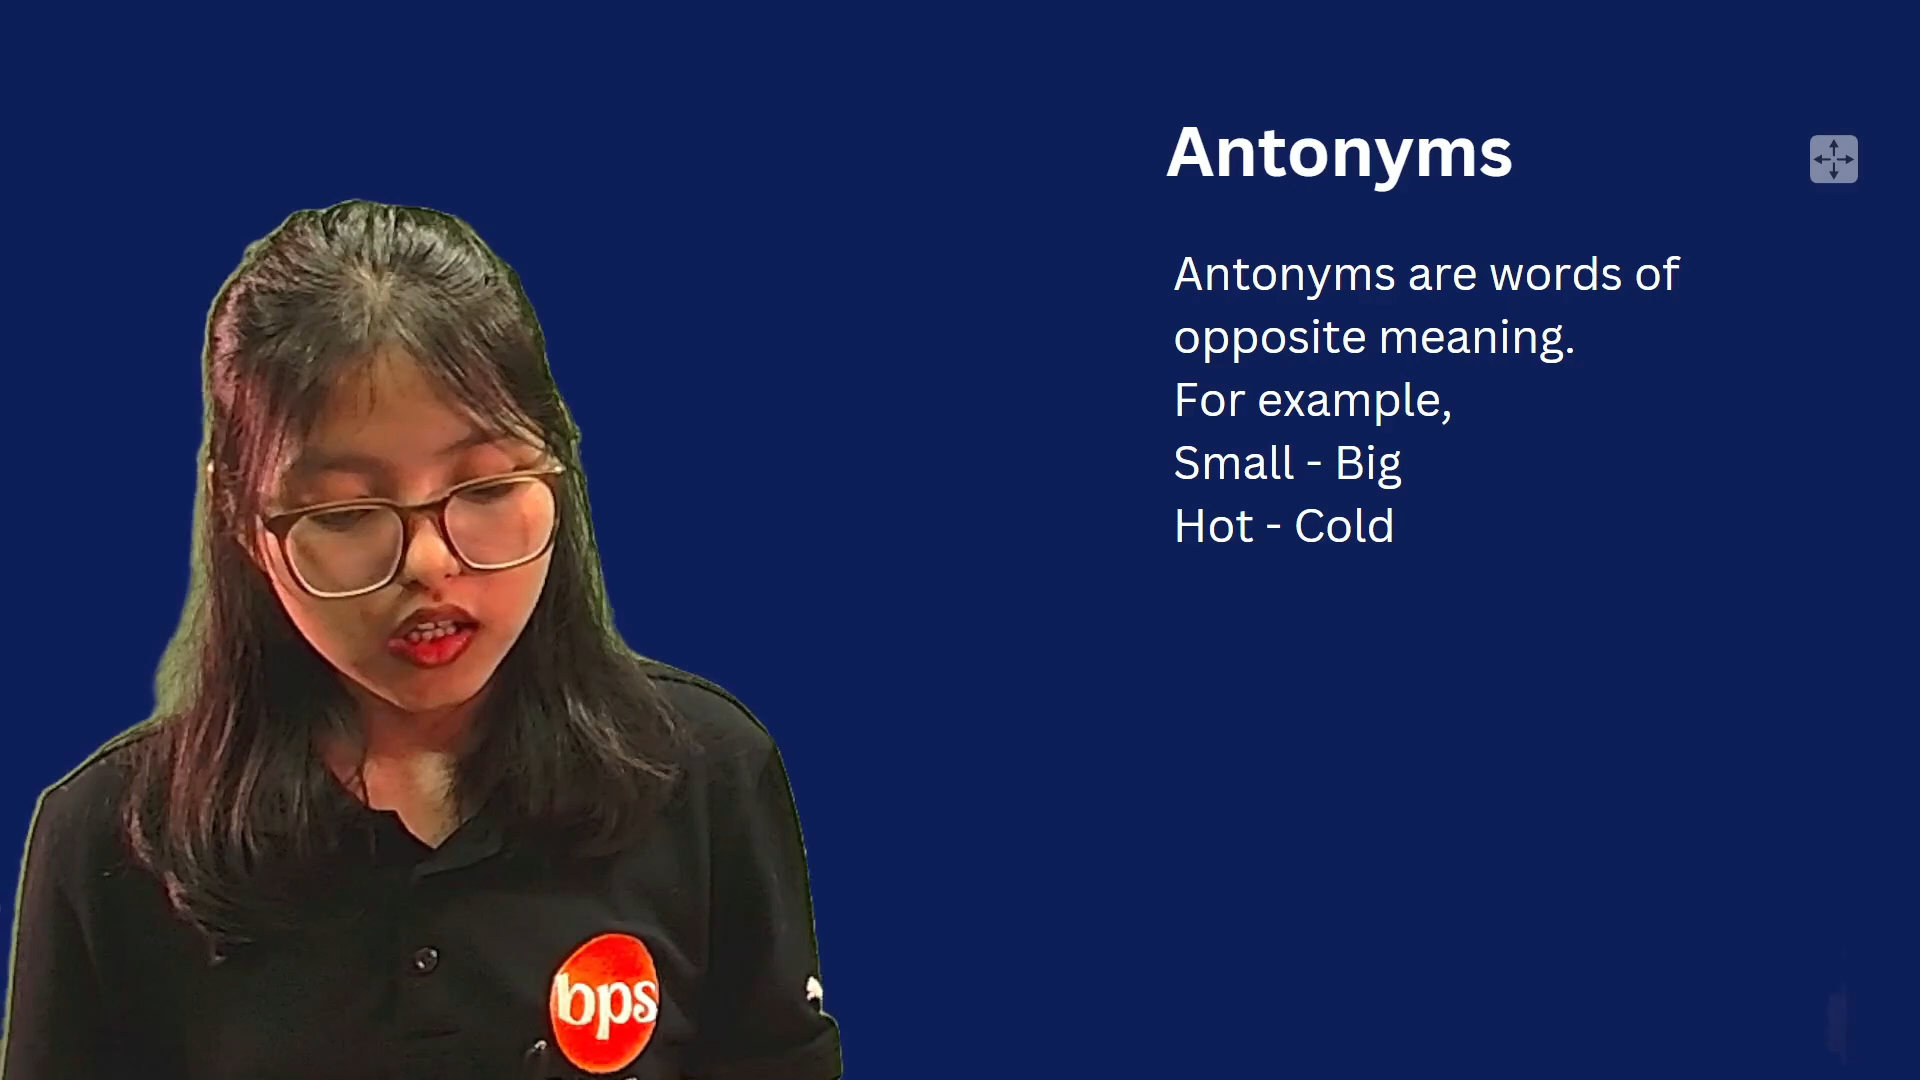 Antonyms
Antonyms are words of
opposite meaning.
For example,
Small - Big
Hot - Cold
bps